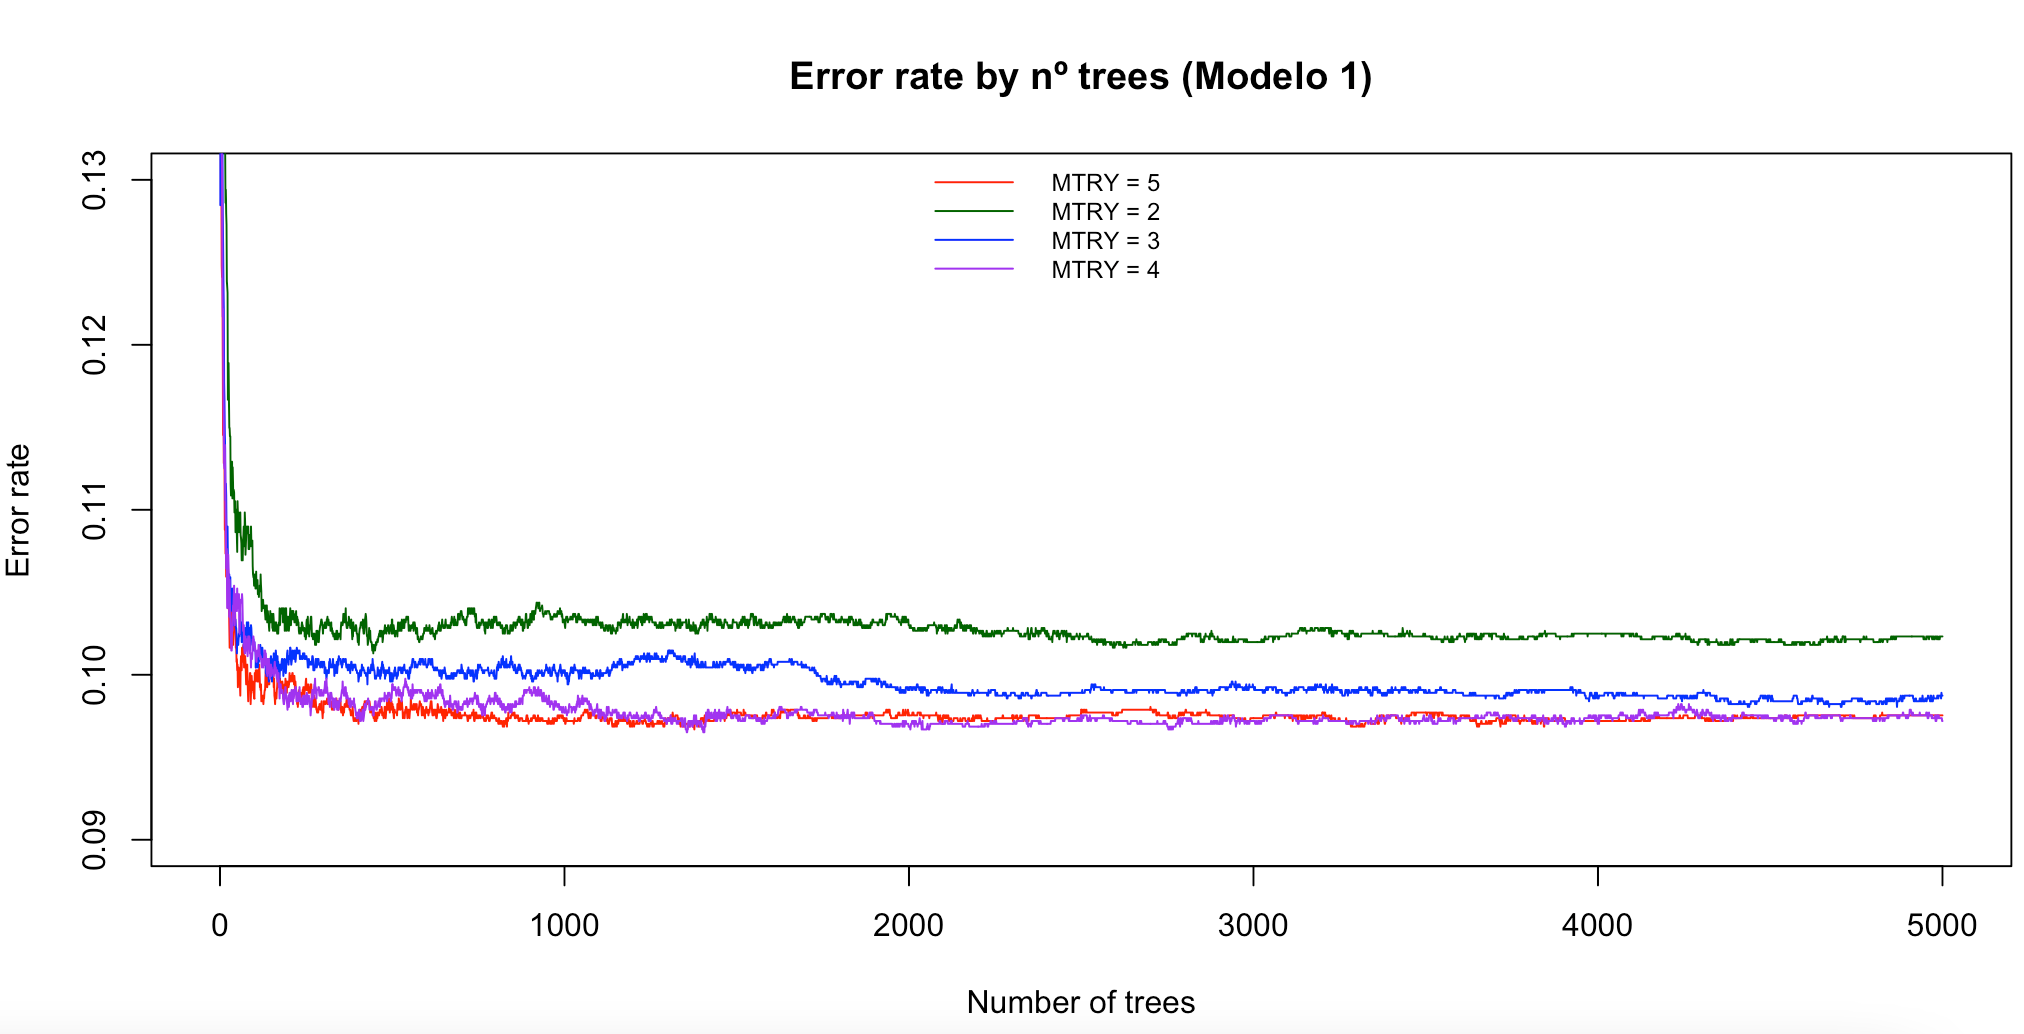 Error rate by nº trees (Modelo 1)
MTRY = 5
MTRY = 2
MTRY = 3
MTRY = 4
Error rate
0.13
0.12
0.11
0.10
0.09
0 1000 2000 3000 4000 5000
Number of trees